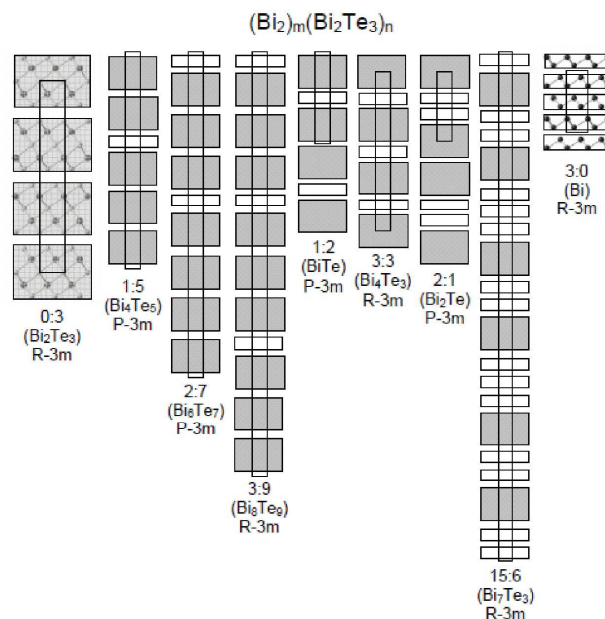 (Bi₂)ₘ(Bi₂Te₃)ₙ
0:3
(Bi₂Te₃)
R-3m
1:5
(Bi₄Te₅)
P-3m
2:7
(Bi₆Te₇)
P-3m
3:9
(Bi₈Te₉)
R-3m
1:2
(BiTe)
P-3m
3:3
(Bi₄Te₃)
R-3m
2:1
(Bi₂Te)
P-3m
15:6
(Bi₇Te₃)
R-3m
3:0
(Bi)
R-3m